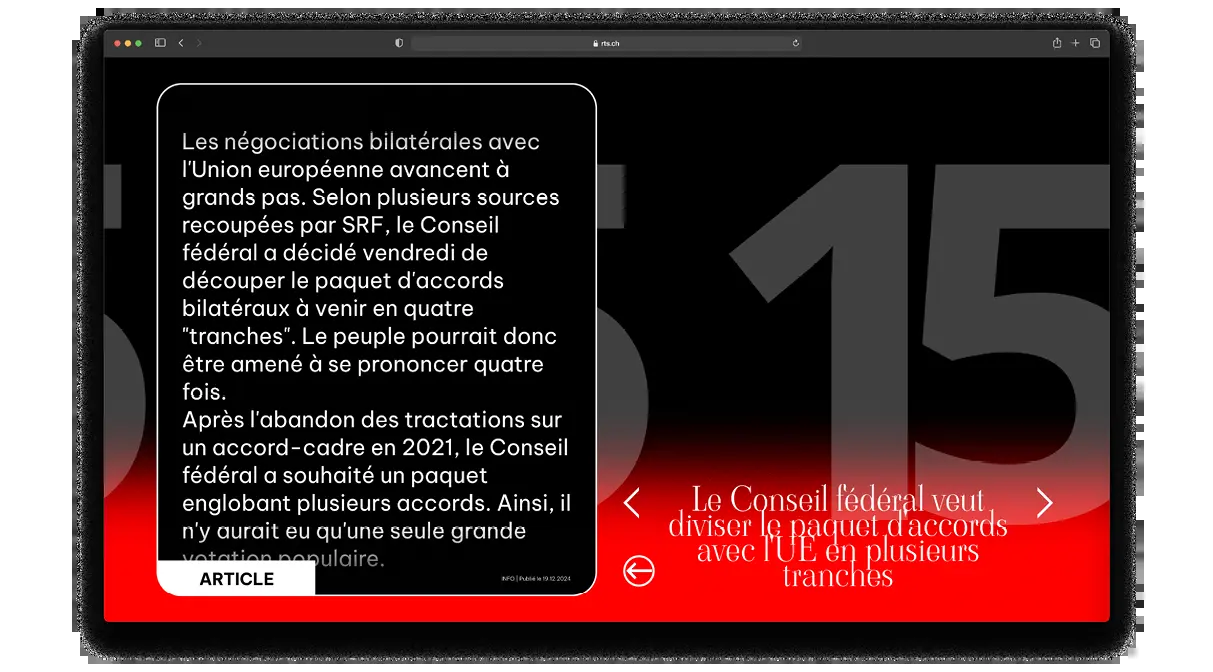 rts.ch
15
Les négociations bilatérales avec
l'Union européenne avancent à
grands pas. Selon plusieurs sources
recoupées par SRF, le Conseil
fédéral a décidé vendredi de
découper le paquet d'accords
bilatéraux à venir en quatre
"tranches". Le peuple pourrait donc
être amené à se prononcer quatre
fois.
Après l'abandon des tractations sur
un accord-cadre en 2021, le Conseil
fédéral a souhaité un paquet
englobant plusieurs accords. Ainsi, il
n'y aurait eu qu'une seule grande
votation populaire.
ARTICLE
INFO | Publié le 19.12.2024
Le Conseil fédéral veut
diviser le paquet d'accords
avec l'UE en plusieurs
tranches